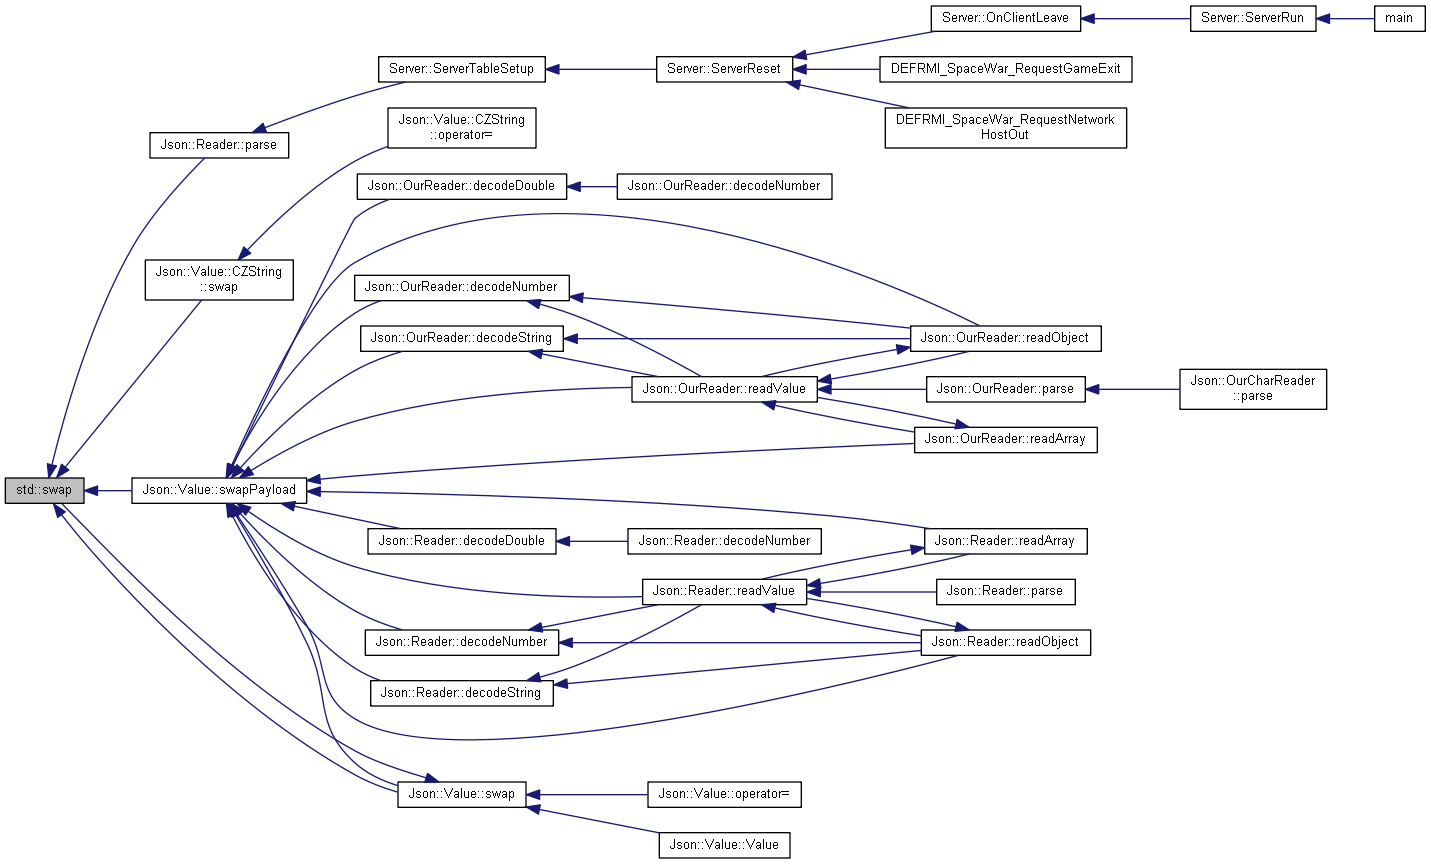 Server::OnClientLeave
Server::ServerRun
main
Server::ServerTableSetup
Server::ServerReset
DEFRMI_SpaceWar_RequestGameExit
Json::Value::CZString
::operator=
DEFRMI_SpaceWar_RequestNetwork
HostOut
Json::Reader::parse
Json::OurReader::decodeDouble
Json::OurReader::decodeNumber
Json::Value::CZString
::swap
Json::OurReader::decodeNumber
Json::OurReader::decodeString
Json::OurReader::readObject
Json::OurReader::readValue
Json::OurReader::parse
Json::OurCharReader
::parse
Json::OurReader::readArray
std::swap
Json::Value::swapPayload
Json::Reader::decodeDouble
Json::Reader::decodeNumber
Json::Reader::readArray
Json::Reader::readValue
Json::Reader::parse
Json::Reader::decodeNumber
Json::Reader::readObject
Json::Reader::decodeString
Json::Value::swap
Json::Value::operator=
Json::Value::Value